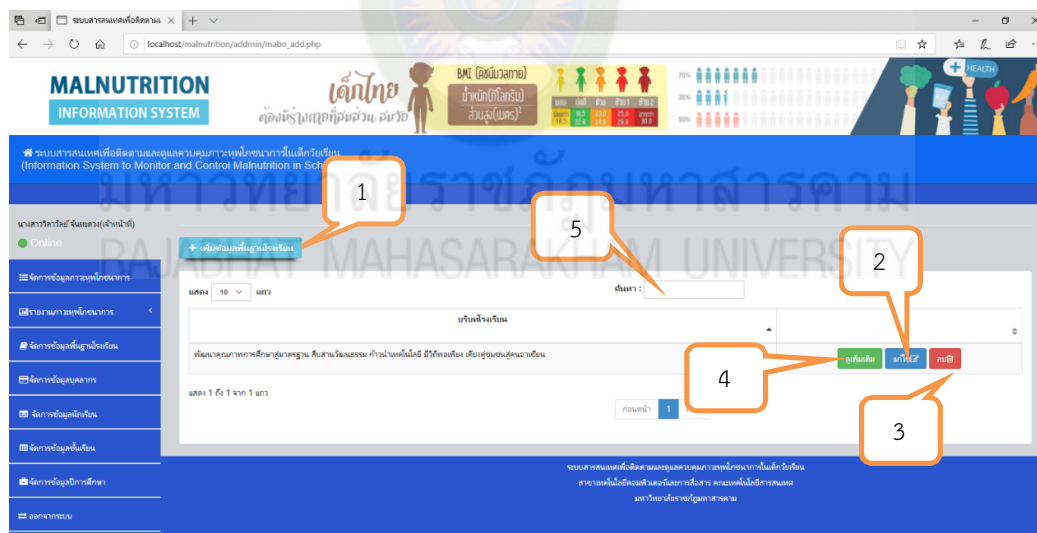 ระบบสารสนเทศเพื่อติดตามแ
localhost/malnutrition/addmin/mabo_add.php
MALNUTRITION
INFORMATION SYSTEM
เด็กไทย
ต้องมีรูปร่างกายที่สมส่วน สมวัย
BMI (ดัชนีมวลกาย)
น้ำหนัก(กิโลกรัม)
ส่วนสูง(เมตร)²
HEALTH
ระบบสารสนเทศเพื่อติดตามและดูแลควบคุมภาวะทุพโภชนาการในเด็กวัยเรียน
(Information System to Monitor and Control Malnutrition in Sch
มหาวิทยาลัยราชภัฏมหาสารคาม
RAJABHAT MAHASARAKHAM UNIVERSITY
1
5
2
4
3
Online
+ เพิ่มข้อมูลพื้นฐานโรงเรียน
จัดการข้อมูลภาวะทุพโภชนาการ
รายงานภาวะทุพโภชนาการ
จัดการข้อมูลพื้นฐานโรงเรียน
จัดการข้อมูลบุคลากร
จัดการข้อมูลนักเรียน
จัดการข้อมูลชั้นเรียน
จัดการข้อมูลปีการศึกษา
ออกจากระบบ
แสดง 10 แถว
ค้นหา :
บริบทโรงเรียน
พัฒนาคุณภาพการศึกษาสู่มาตรฐาน สืบสานวัฒนธรรม ก้าวนำเทคโนโลยี มีวิถีพอเพียง เคียงคู่ชุมชนสู่คนอาเซียน
ดูเพิ่มเติม แก้ไข ลบ
แสดง 1 ถึง 1 จาก 1 แถว
ก่อนหน้า 1
ระบบสารสนเทศเพื่อติดตามและดูแลควบคุมภาวะทุพโภชนาการในเด็กวัยเรียน
สาขาเทคโนโลยีคอมพิวเตอร์และการสื่อสาร คณะเทคโนโลยีสารสนเทศ
มหาวิทยาลัยราชภัฏมหาสารคาม